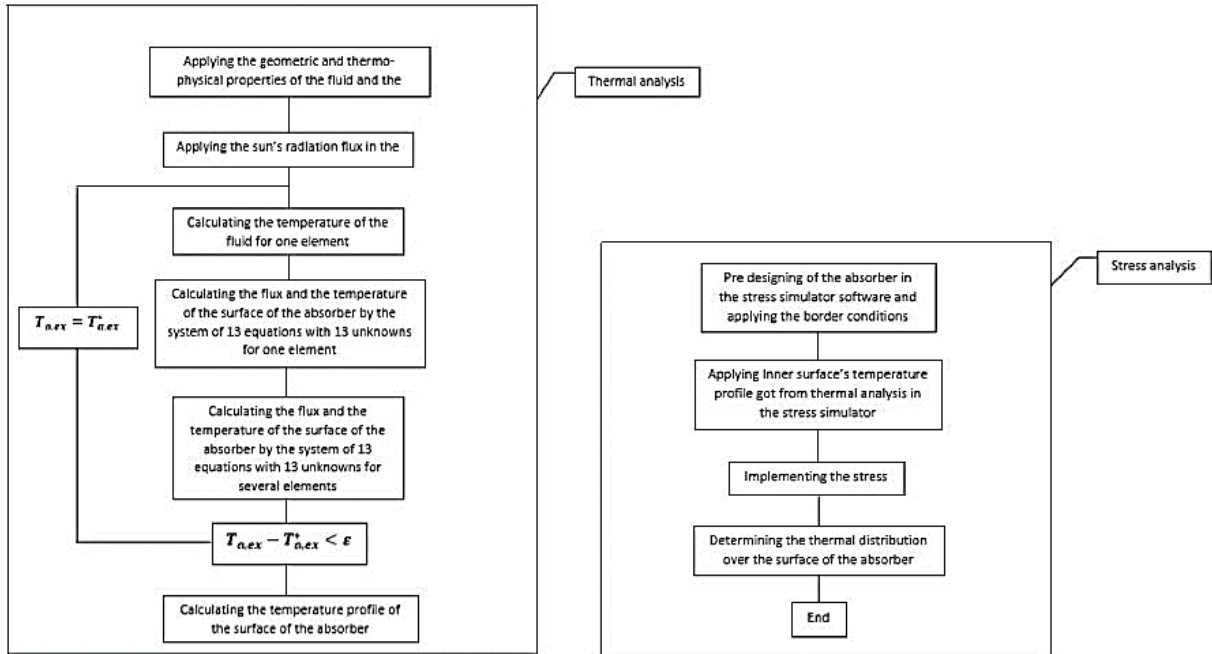 Applying the geometric and thermo-
physical properties of the fluid and the
Thermal analysis
Applying the sun's radiation flux in the
Calculating the temperature of the
fluid for one element
Calculating the flux and the temperature
of the surface of the absorber by the
system of 13 equations with 13 unknowns
for one element
T_{a,ex} = T^*_{a,ex}
Calculating the flux and the
temperature of the surface of the
absorber by the system of 13
equations with 13 unknowns for
several elements
T_{a,ex} − T^*_{a,ex} < ε
Calculating the temperature profile of
the surface of the absorber
Stress analysis
Pre designing of the absorber in
the stress simulator software and
applying the border conditions
Applying Inner surface's temperature
profile got from thermal analysis in
the stress simulator
Implementing the stress
Determining the thermal distribution
over the surface of the absorber
End